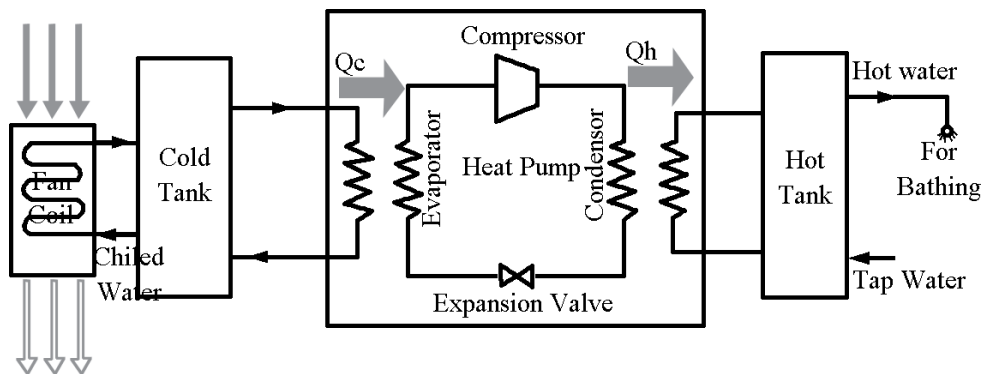 Compressor
Qc
Qh
Hot water
Cold
Tank
Fan
Coil
Evaporator
Heat Pump
Condensor
Hot
Tank
For
Bathing
Chiled
Water
Expansion Valve
Tap Water